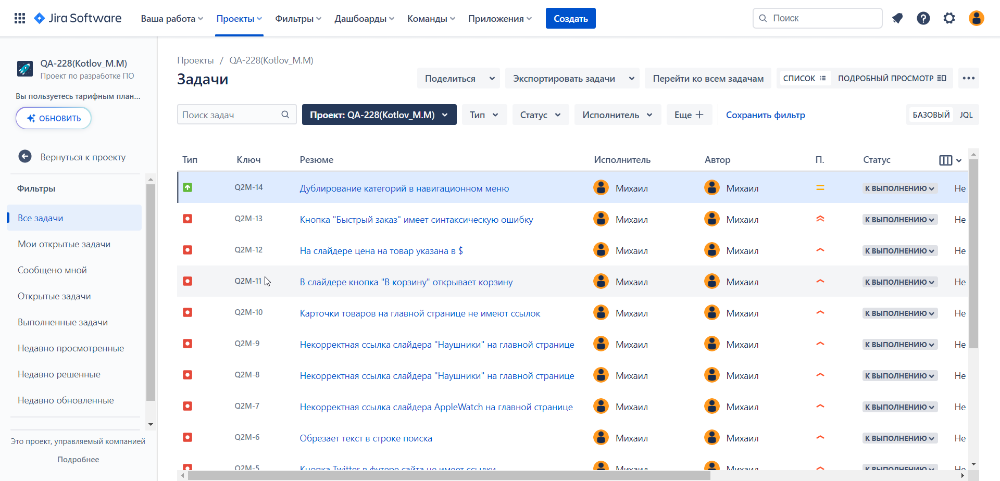 Jira Software
Ваша работа
Проекты
Фильтры
Дашбоарды
Команды
Приложения
Создать
Поиск
QA-228(Kotlov_M.M)
Проект по разработке ПО
Вы пользуетесь тарифным план...
ОБНОВИТЬ
Вернуться к проекту
Фильтры
Все задачи
Мои открытые задачи
Сообщено мной
Открытые задачи
Выполненные задачи
Недавно просмотренные
Недавно решенные
Недавно обновленные
Это проект, управляемый компанией
Подробнее
Проекты / QA-228(Kotlov_M.M)
Задачи
Поделиться
Экспортировать задачи
Перейти ко всем задачам
СПИСОК
ПОДРОБНЫЙ ПРОСМОТР
Поиск задач
Проект: QA-228(Kotlov_M.M)
Тип
Статус
Исполнитель
Еще
Сохранить фильтр
БАЗОВЫЙ
JQL
Тип Ключ Резюме Исполнитель Автор П. Статус
Q2M-14 Дублирование категорий в навигационном меню Михаил Михаил К ВЫПОЛНЕНИЮ Не
Q2M-13 Кнопка "Быстрый заказ" имеет синтаксическую ошибку Михаил Михаил К ВЫПОЛНЕНИЮ Не
Q2M-12 На слайдере цена на товар указана в $ Михаил Михаил К ВЫПОЛНЕНИЮ Не
Q2M-11 В слайдере кнопка "В корзину" открывает корзину Михаил Михаил К ВЫПОЛНЕНИЮ Не
Q2M-10 Карточки товаров на главной странице не имеют ссылок Михаил Михаил К ВЫПОЛНЕНИЮ Не
Q2M-9 Некорректная ссылка слайдера "Наушники" на главной странице Михаил Михаил К ВЫПОЛНЕНИЮ Не
Q2M-8 Некорректная ссылка слайдера "Наушники" на главной странице Михаил Михаил К ВЫПОЛНЕНИЮ Не
Q2M-7 Некорректная ссылка слайдера AppleWatch на главной странице Михаил Михаил К ВЫПОЛНЕНИЮ Не
Q2M-6 Обрезает текст в строке поиска Михаил Михаил К ВЫПОЛНЕНИЮ Не
Q2M-5 Кнопка Twitter в футере сайта не имеет ссылки Михаил Михаил К ВЫПОЛНЕНИЮ Не